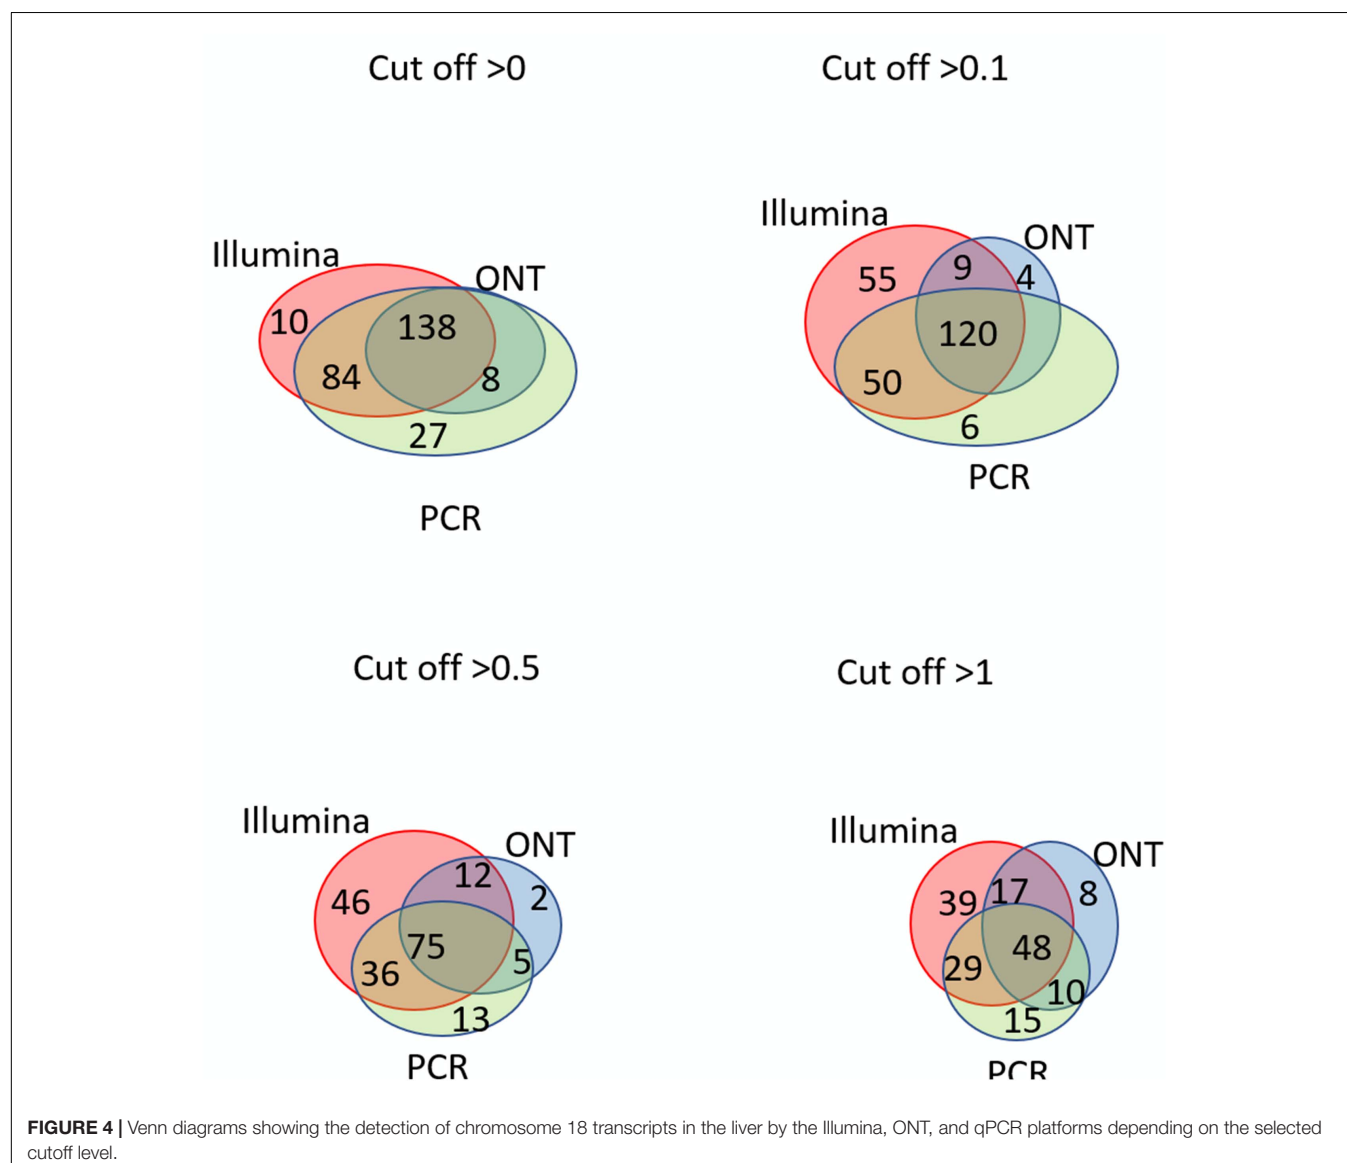 Cut off >0
Cut off >0.1
Illumina
ONT
10
138
84
8
27
PCR
Illumina
ONT
55
9
4
120
50
6
PCR
Cut off >0.5
Cut off >1
Illumina
ONT
46
12
2
75
36
5
13
PCR
Illumina
ONT
39
17
8
48
29
10
15
PCR
FIGURE 4 | Venn diagrams showing the detection of chromosome 18 transcripts in the liver by the Illumina, ONT, and qPCR platforms depending on the selected
cutoff level.